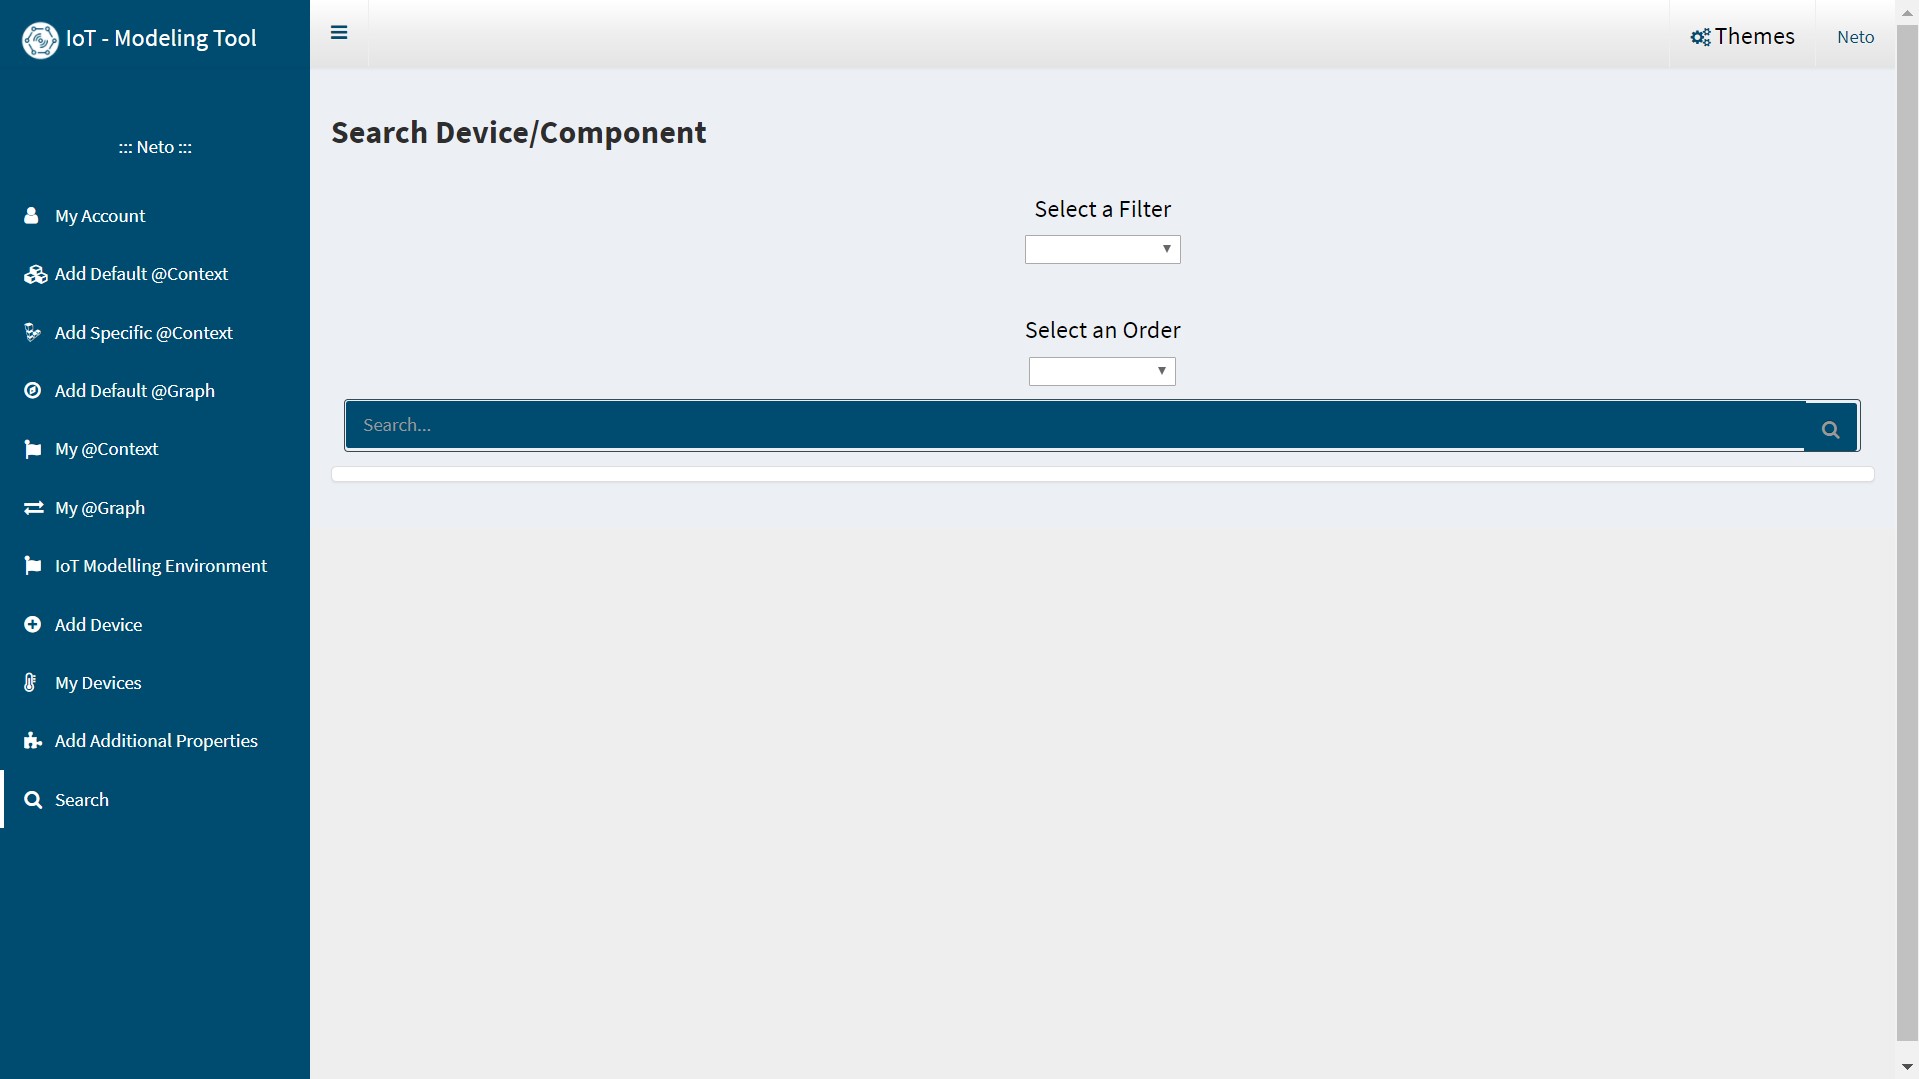 IoT - Modeling Tool
Themes
Neto
::: Neto :::
My Account
Add Default @Context
Add Specific @Context
Add Default @Graph
My @Context
My @Graph
IoT Modelling Environment
Add Device
My Devices
Add Additional Properties
Search
Search Device/Component
Select a Filter
Select an Order
Search...